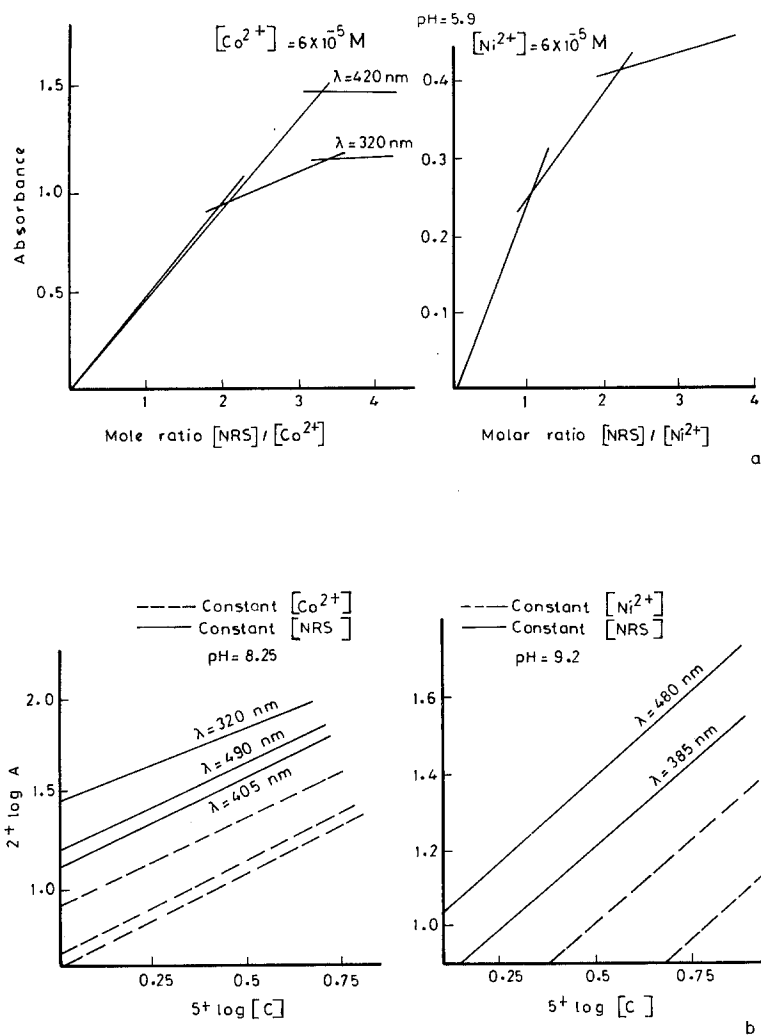 [Co2+] = 6x10-5 M
λ=420 nm
λ=320 nm
1.5
1.0
0.5
Absorbance
1 2 3 4
Mole ratio [NRS] / [Co2+]
pH=5.9
[Ni2+] = 6x10-5 M
0.4
0.3
0.2
0.1
1 2 3 4
Molar ratio [NRS] / [Ni2+]
a
Constant [Co2+]
Constant [NRS]
pH= 8.25
2.0
1.5
1.0
2+ log A
λ=320 nm
λ=490 nm
λ=405 nm
0.25 0.5 0.75
5+ log [C]
Constant [Ni2+]
Constant [NRS]
pH= 9.2
1.6
1.4
1.2
1.0
λ=480 nm
λ=385 nm
0.25 0.5 0.75
5+ log [C]
b